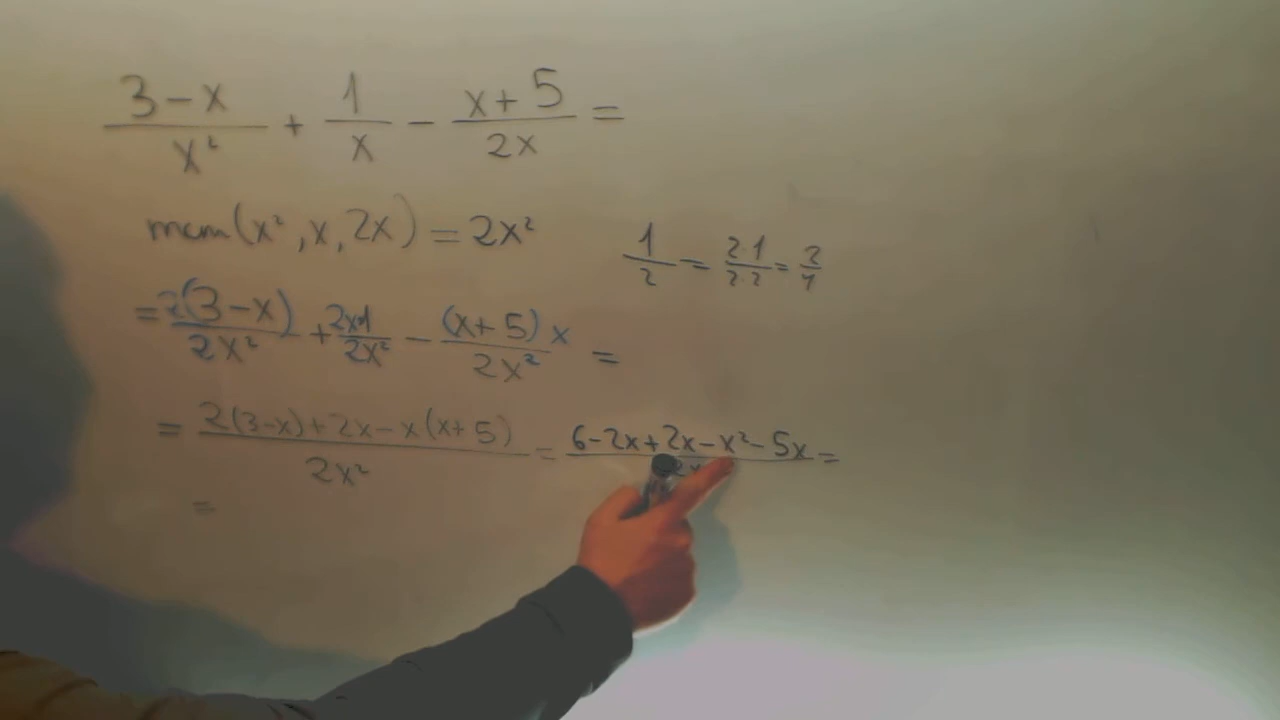 3-x/x² + 1/x - x+5/2x =
mcm(x², x, 2x) = 2x²
1/2 = 2·1/2·2 = 2/4
= 2(3-x)/2x² + 2x·1/2x² - (x+5)x/2x² =
= 2(3-x)+2x-x(x+5)/2x² = 6-2x+2x-x²-5x/2x =
=